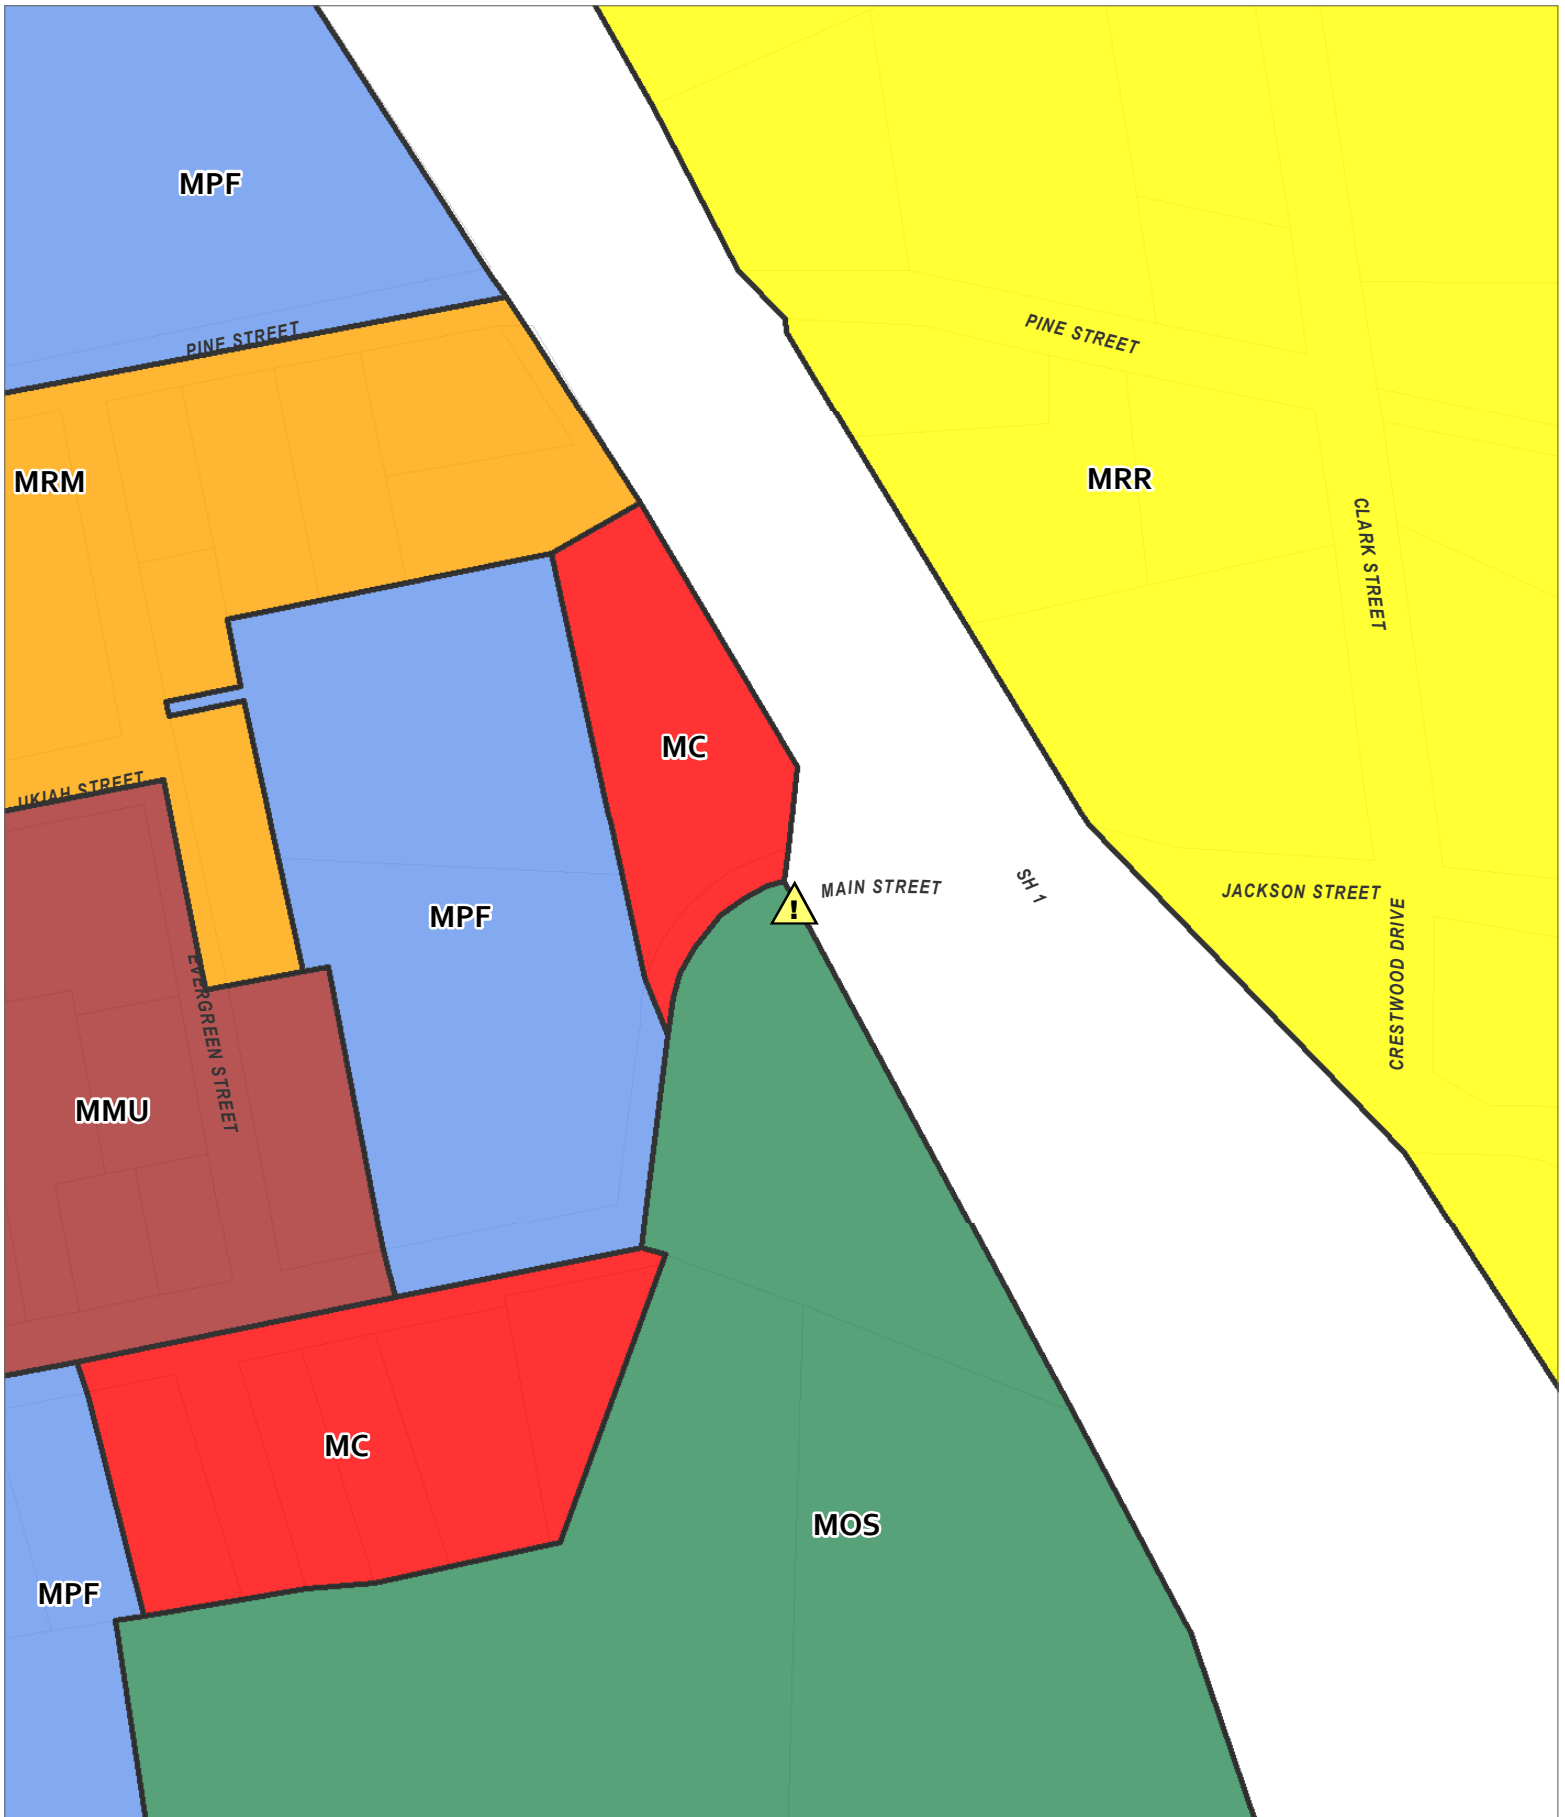 MPF
PINE STREET
PINE STREET
MRM
MRR
CLARK STREET
MC
UKIAH STREET
MAIN STREET
SH 1
JACKSON STREET
CRESTWOOD DRIVE
MPF
!
EVERGREEN STREET
MMU
MC
MOS
MPF